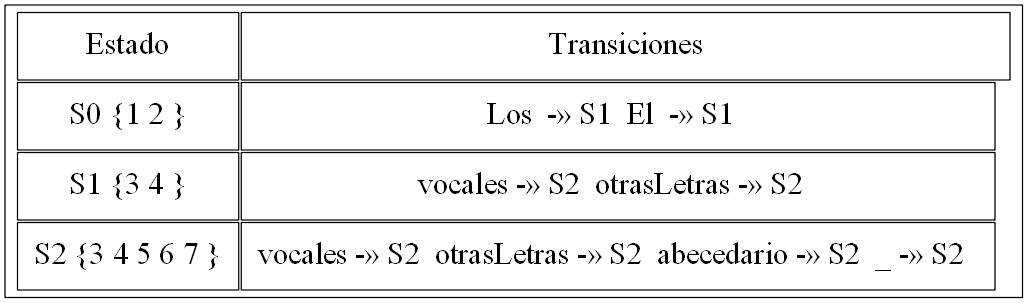 Estado Transiciones
S0 {1 2 } Los -» S1 El -» S1
S1 {3 4 } vocales -» S2 otrasLetras -» S2
S2 {3 4 5 6 7 } vocales -» S2 otrasLetras -» S2 abecedario -» S2 _ -» S2